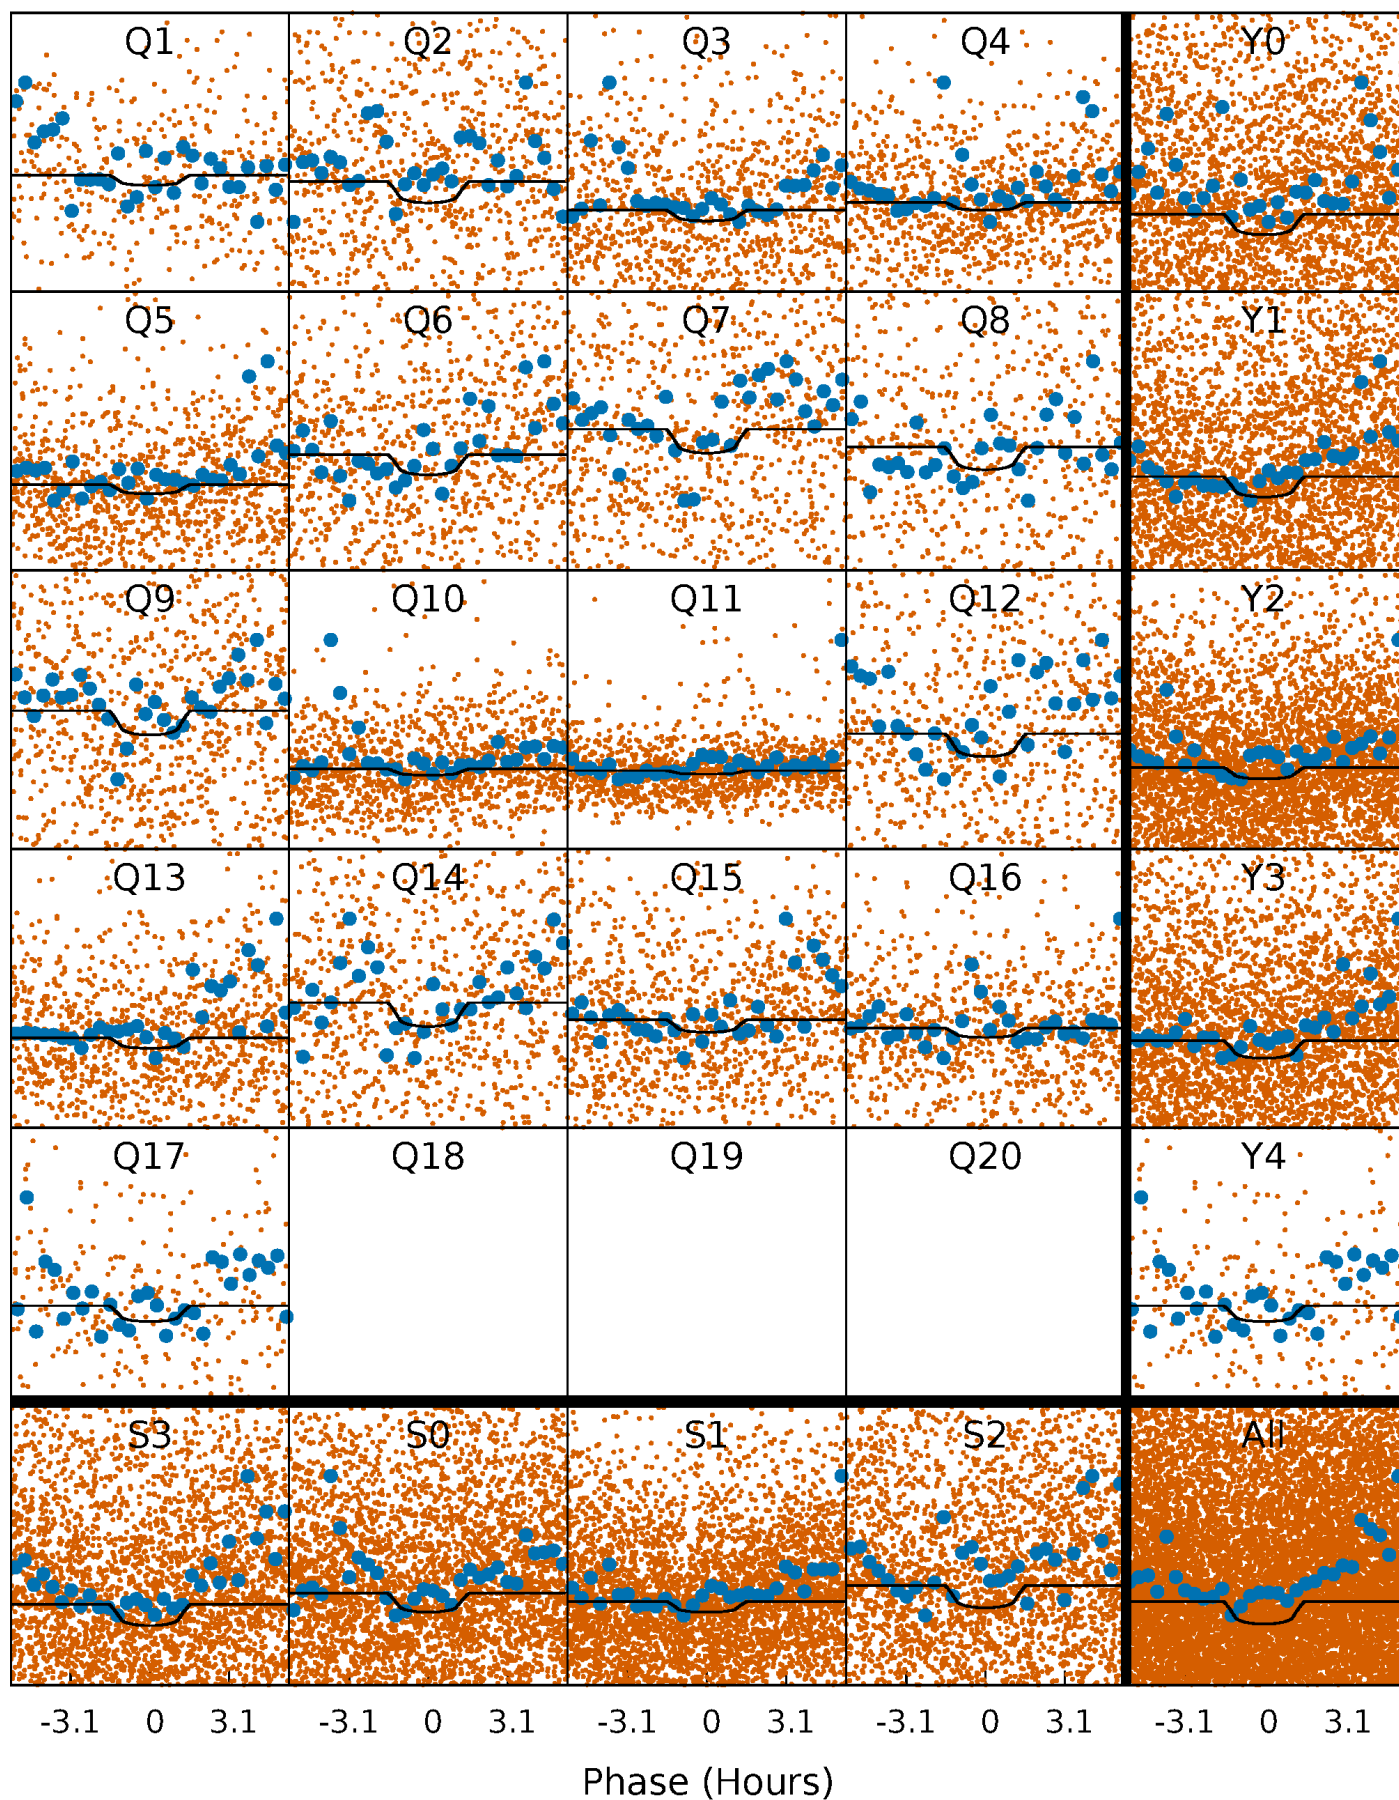 Q1 Q2 Q3 Q4 Y0
Q5 Q6 Q7 Q8 Y1
Q9 Q10 Q11 Q12 Y2
Q13 Q14 Q15 Q16 Y3
Q17 Q18 Q19 Q20 Y4
S3 S0 S1 S2 All
-3.1 0 3.1 -3.1 0 3.1 -3.1 0 3.1 -3.1 0 3.1 -3.1 0 3.1
Phase (Hours)